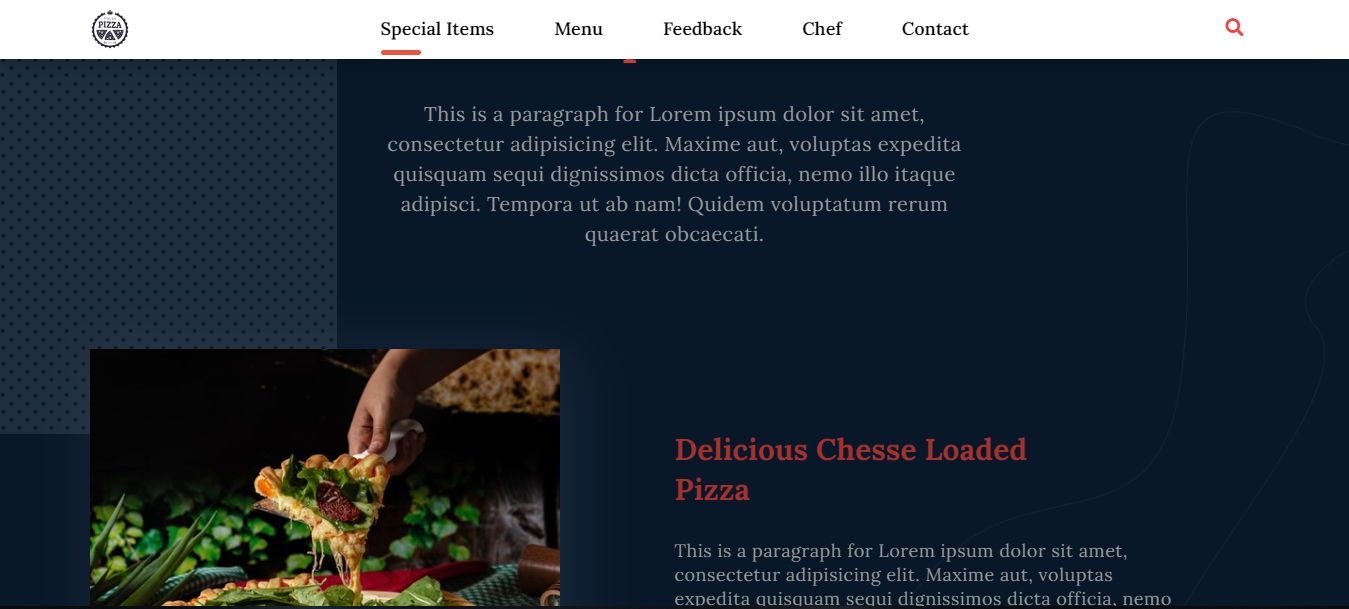 PIZZA
Special Items
Menu
Feedback
Chef
Contact
This is a paragraph for Lorem ipsum dolor sit amet,
consectetur adipisicing elit. Maxime aut, voluptas expedita
quisquam sequi dignissimos dicta officia, nemo illo itaque
adipisci. Tempora ut ab nam! Quidem voluptatum rerum
quaerat obcaecati.
Delicious Chesse Loaded
Pizza
This is a paragraph for Lorem ipsum dolor sit amet,
consectetur adipisicing elit. Maxime aut, voluptas
expedita quisquam sequi dignissimos dicta officia, nemo